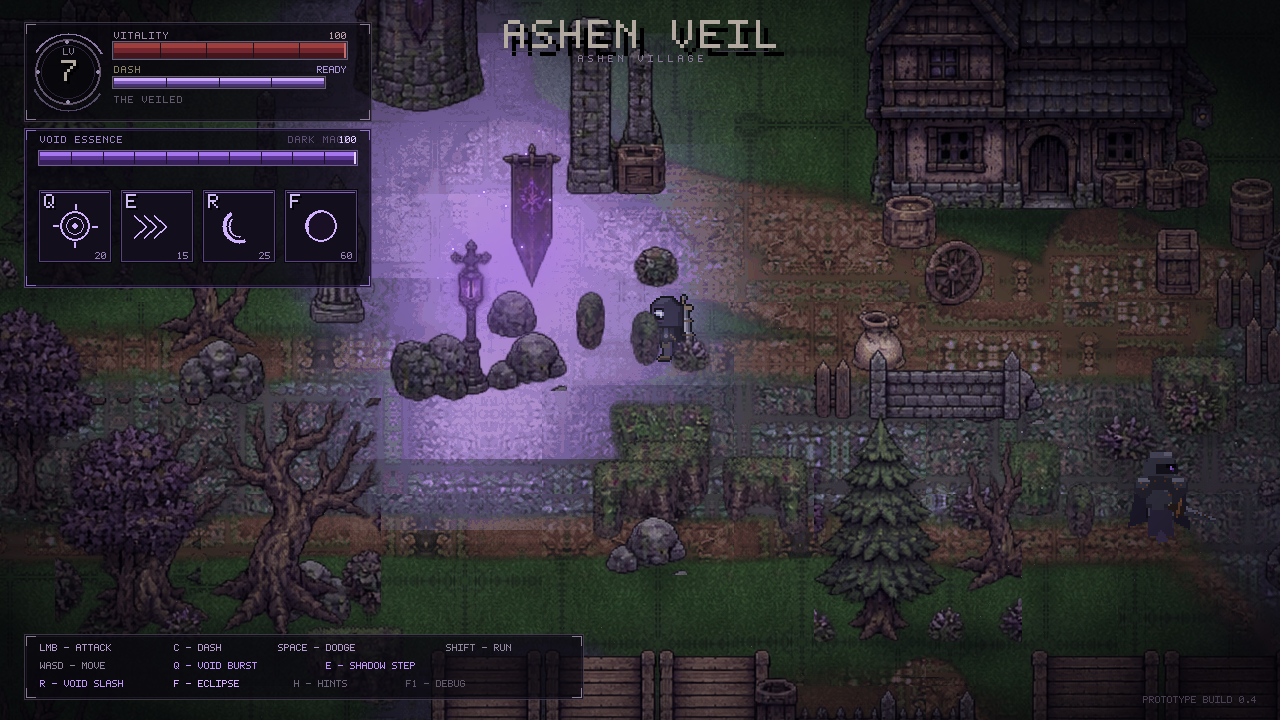 ASHEN VEIL
ASHEN VILLAGE
LV
7
VITALITY 100
DASH READY
THE VEILED
VOID ESSENCE DARK MA 100
Q E R F
20 15 25 60
LMB - ATTACK C - DASH SPACE - DODGE SHIFT - RUN
WASD - MOVE Q - VOID BURST E - SHADOW STEP
R - VOID SLASH F - ECLIPSE H - HINTS F1 - DEBUG
PROTOTYPE BUILD 0.4